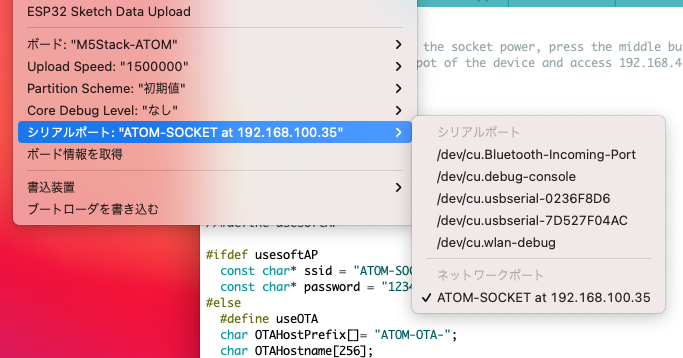 ESP32 Sketch Data Upload
ボード: "M5Stack-ATOM"
Upload Speed: "1500000"
Partition Scheme: "初期値"
Core Debug Level: "なし"
シリアルポート: "ATOM-SOCKET at 192.168.100.35"
ボード情報を取得
書込装置
ブートローダを書き込む
the socket power, press the middle bu
pot of the device and access 192.168.4
シリアルポート
/dev/cu.Bluetooth-Incoming-Port
/dev/cu.debug-console
/dev/cu.usbserial-0236F8D6
/dev/cu.usbserial-7D527F04AC
/dev/cu.wlan-debug
ネットワークポート
✓ ATOM-SOCKET at 192.168.100.35
#ifdef usesoftAP
const char* ssid = "ATOM-SOC
const char* password = "1234
#else
#define useOTA
char OTAHostPrefix[]= "ATOM-OTA-";
char OTAHostname[256];